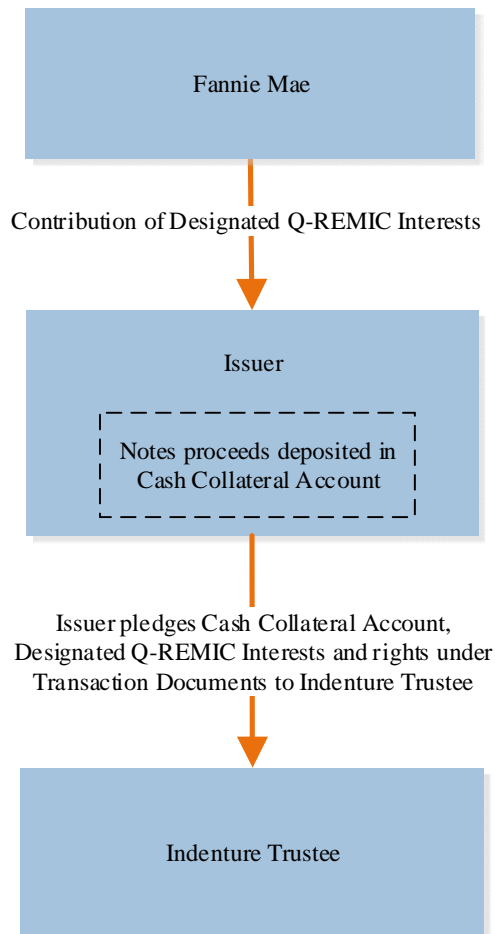 Fannie Mae
Contribution of Designated Q-REMIC Interests
Issuer
Notes proceeds deposited in
Cash Collateral Account
Issuer pledges Cash Collateral Account,
Designated Q-REMIC Interests and rights under
Transaction Documents to Indenture Trustee
Indenture Trustee